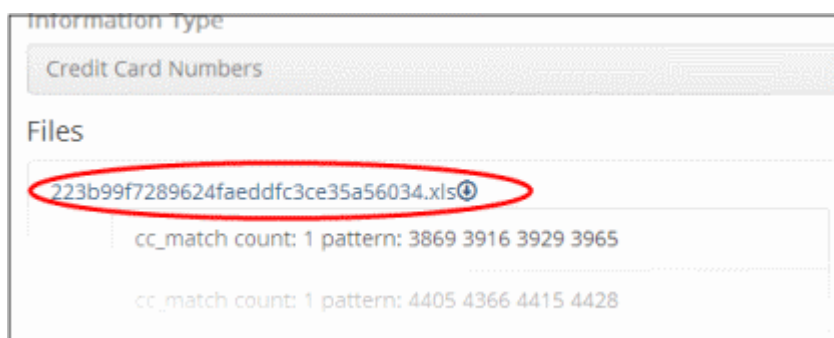 Information Type
Credit Card Numbers
Files
223b99f7289624faeddfc3ce35a56034.xls
cc_match count: 1 pattern: 3869 3916 3929 3965
cc_match count: 1 pattern: 4405 4366 4415 4428